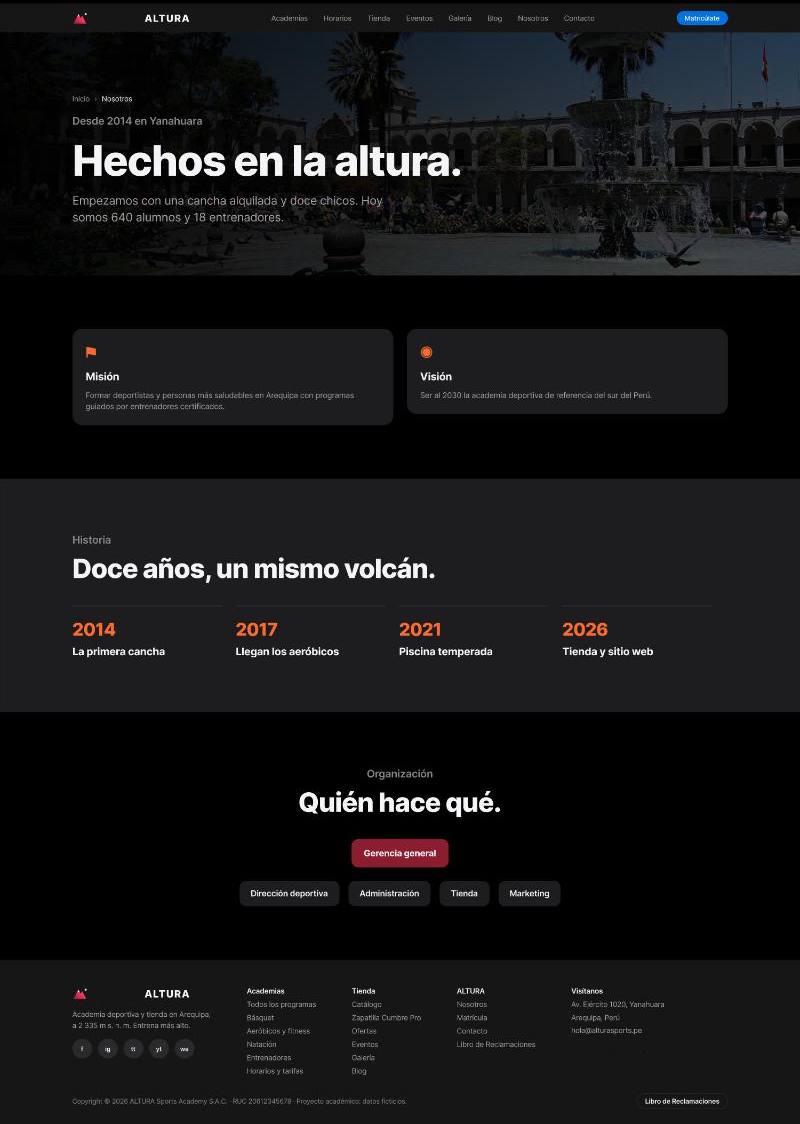 ALTURA
Academias Horarios Tienda Eventos Galería Blog Nosotros Contacto
Matricúlate
Inicio › Nosotros
Desde 2014 en Yanahuara
Hechos en la altura.
Empezamos con una cancha alquilada y doce chicos. Hoy
somos 640 alumnos y 18 entrenadores.
Misión
Formar deportistas y personas más saludables en Arequipa con programas
guiados por entrenadores certificados.
Visión
Ser al 2030 la academia deportiva de referencia del sur del Perú.
Historia
Doce años, un mismo volcán.
2014
La primera cancha
2017
Llegan los aeróbicos
2021
Piscina temperada
2026
Tienda y sitio web
Organización
Quién hace qué.
Gerencia general
Dirección deportiva
Administración
Tienda
Marketing
ALTURA
Academia deportiva y tienda en Arequipa,
a 2 335 m s. n. m. Entrena más alto.
f ig tt yt wa
Academias
Todos los programas
Básquet
Aeróbicos y fitness
Natación
Entrenadores
Horarios y tarifas
Tienda
Catálogo
Zapatilla Cumbre Pro
Ofertas
Eventos
Galería
Blog
ALTURA
Nosotros
Matrícula
Contacto
Libro de Reclamaciones
Visítanos
Av. Ejército 1020, Yanahuara
Arequipa, Perú
hola@alturasports.pe
Copyright © 2026 ALTURA Sports Academy S.A.C. · RUC 20612345678 · Proyecto académico: datos ficticios.
Libro de Reclamaciones